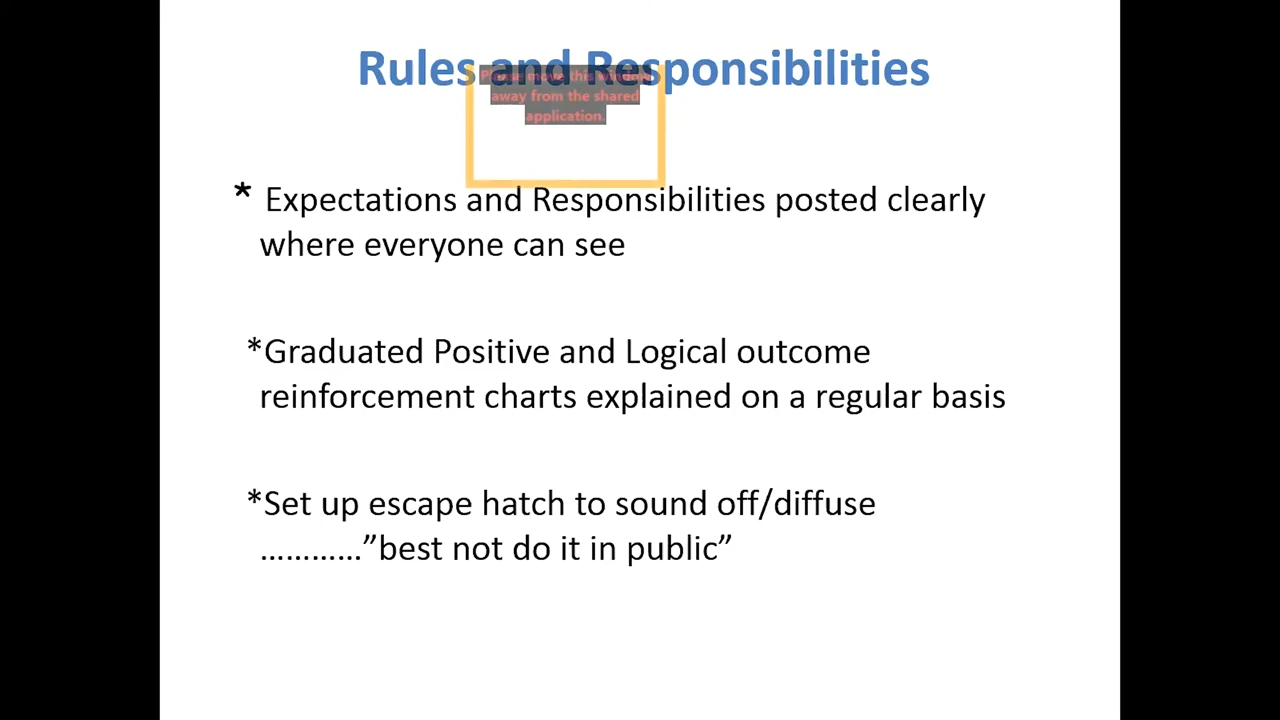 Rules and Responsibilities
Please move this window
away from the shared
application.
* Expectations and Responsibilities posted clearly
where everyone can see
*Graduated Positive and Logical outcome
reinforcement charts explained on a regular basis
*Set up escape hatch to sound off/diffuse
…………”best not do it in public”